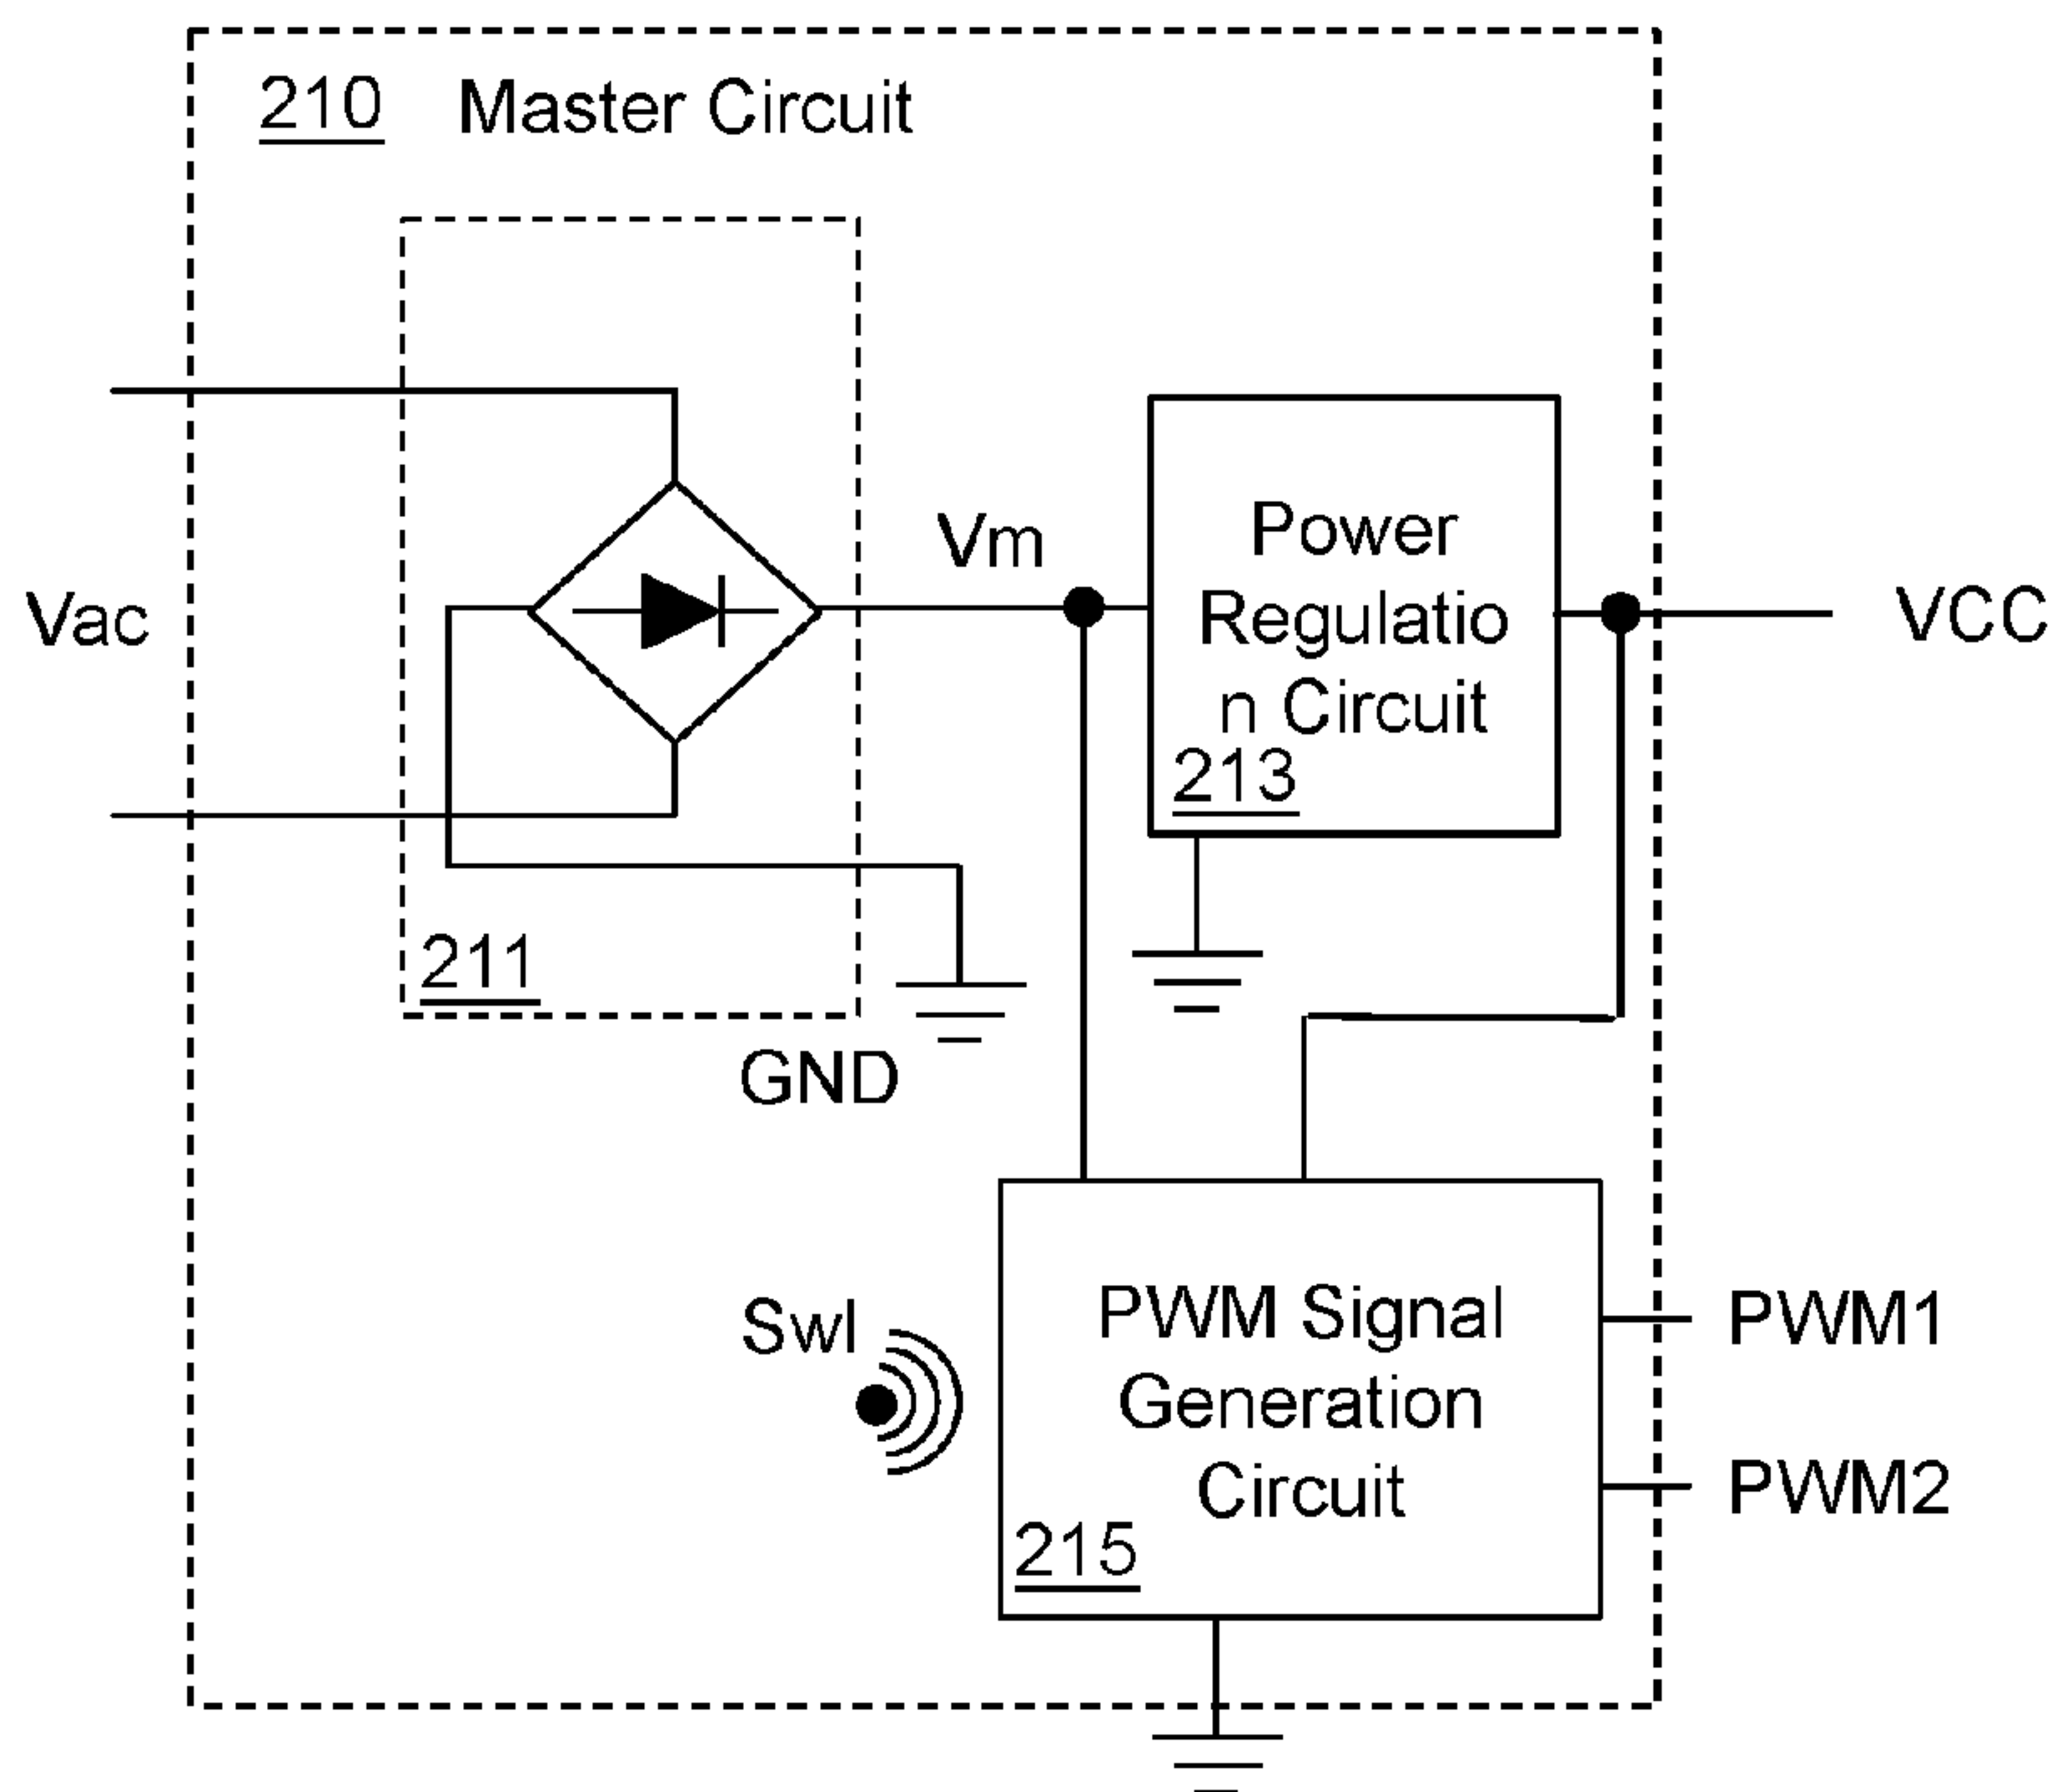 210 Master Circuit
Vac
Vm
Power
Regulatio
n Circuit
213
VCC
211
GND
Swl
PWM Signal
Generation
Circuit
215
PWM1
PWM2